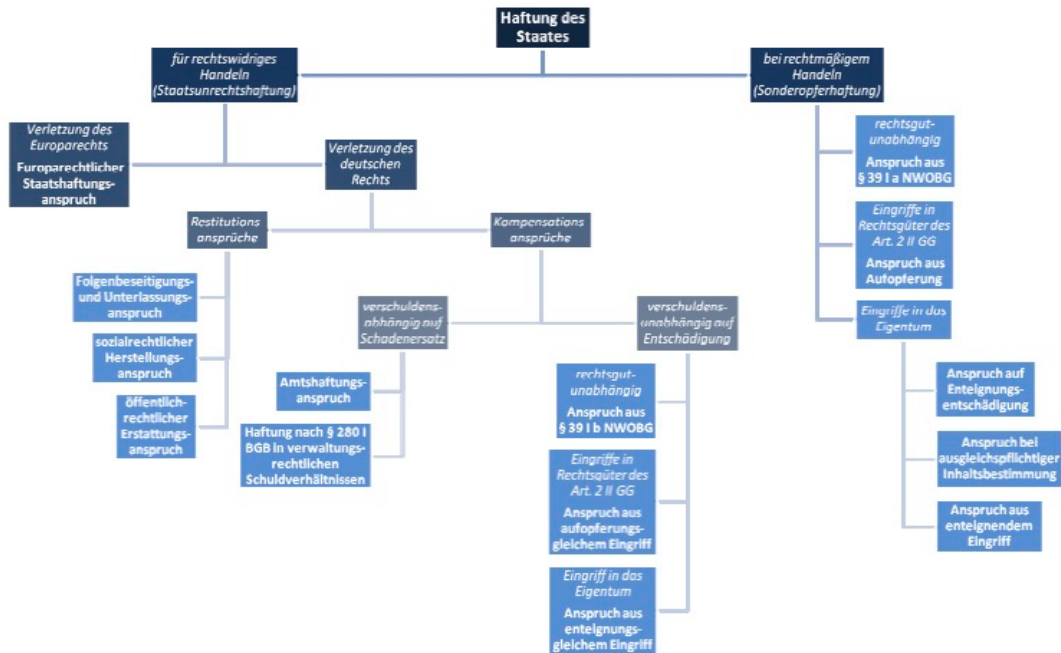 Haftung des
Staates
für rechtswidriges
Handeln
(Staatsunrechtshaftung)
bei rechtmäßigem
Handeln
(Sonderopferhaftung)
Verletzung des
Europarechts
Europarechtlicher
Staatshaftungs-
anspruch
Verletzung des
deutschen
Rechts
Restitutions
ansprüche
Kompensations
ansprüche
Folgenbeseitigungs-
und Unterlassungs-
anspruch
sozialrechtlicher
Herstellungs-
anspruch
öffentlich-
rechtlicher
Erstattungs-
anspruch
verschuldens-
abhängig auf
Schadenersatz
Amtshaftungs-
anspruch
Haftung nach § 280 I
BGB in verwaltungs-
rechtlichen
Schuldverhältnissen
verschuldens-
unabhängig auf
Entschädigung
rechtsgut-
unabhängig
Anspruch aus
§ 39 I b NWOBG
Eingriffe in
Rechtsgüter des
Art. 2 II GG
Anspruch aus
aufopferungs-
gleichem Eingriff
Eingriff in das
Eigentum
Anspruch aus
enteignungs-
gleichem Eingriff
rechtsgut-
unabhängig
Anspruch aus
§ 39 I a NWOBG
Eingriffe in
Rechtsgüter des
Art. 2 II GG
Anspruch aus
Aufopferung
Eingriffe in das
Eigentum
Anspruch auf
Enteignungs-
entschädigung
Anspruch bei
ausgleichspflichtiger
Inhaltsbestimmung
Anspruch aus
enteignendem
Eingriff